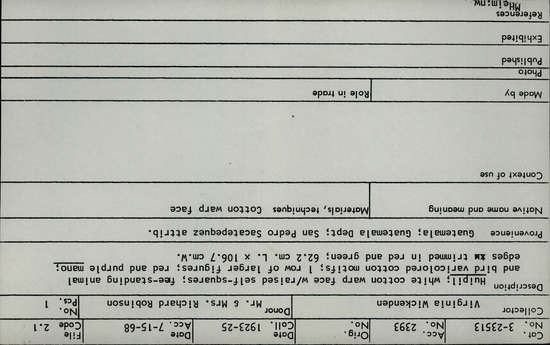 Cat. No. 3-23513 Acc. No. 2393 Orig. No. Date Coll. 1923-25 Date Acc. 7-15-68 File Code 2.1
Collector Virginia Wickenden Donor Mr. & Mrs. Richard Robinson No. Pcs. 1
Description Huipil; white cotton warp face w/raised self-squares; fee-standing animal
and bird varicolored cotton motifs; 1 row of larger figures; red and purple mano;
edges trimmed in red and green; 62.2 cm. L. x 106.7 cm.W.
Provenience Guatemala; Guatemala Dept; San Pedro Sacatepequez attrib.
Native name and meaning Materials, techniques Cotton warp face
Context of use
Made by Role in trade
Photo
Published
Exhibited
References
MHeim:nw